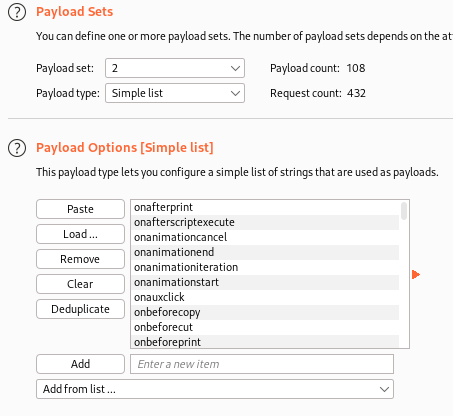 ? Payload Sets
You can define one or more payload sets. The number of payload sets depends on the
Payload set: 2 Payload count: 108
Payload type: Simple list Request count: 432
? Payload Options [Simple list]
This payload type lets you configure a simple list of strings that are used as payloads.
Paste
Load ...
Remove
Clear
Deduplicate
onafterprint
onafterscriptexecute
onanimationcancel
onanimationend
onanimationiteration
onanimationstart
onauxclick
onbeforecopy
onbeforecut
onbeforeprint
Add Enter a new item
Add from list ...